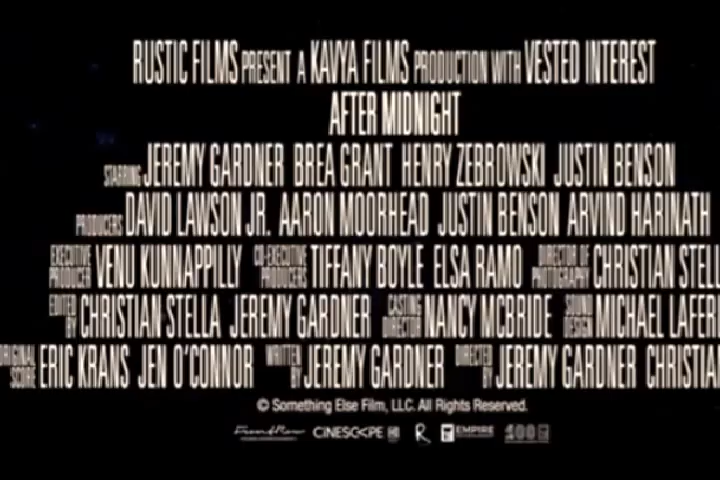 RUSTIC FILMS PRESENT A KAVYA FILMS PRODUCTION WITH VESTED INTEREST
AFTER MIDNIGHT
STARRING JEREMY GARDNER BREA GRANT HENRY ZEBROWSKI JUSTIN BENSON
PRODUCERS DAVID LAWSON JR. AARON MOORHEAD JUSTIN BENSON ARVIND HARINATH
EXECUTIVE PRODUCER VENU KUNNAPPILLY CO-EXECUTIVE PRODUCERS TIFFANY BOYLE ELSA RAMO DIRECTOR OF PHOTOGRAPHY CHRISTIAN STELL
EDITED BY CHRISTIAN STELLA JEREMY GARDNER CASTING DIRECTOR NANCY MCBRIDE SOUND DESIGN MICHAEL LAFER
ORIGINAL SCORE ERIC KRANS JEN O'CONNOR WRITTEN BY JEREMY GARDNER DIRECTED BY JEREMY GARDNER CHRISTIA
© Something Else Film, LLC. All Rights Reserved.
CINESCAPE R EMPIRE